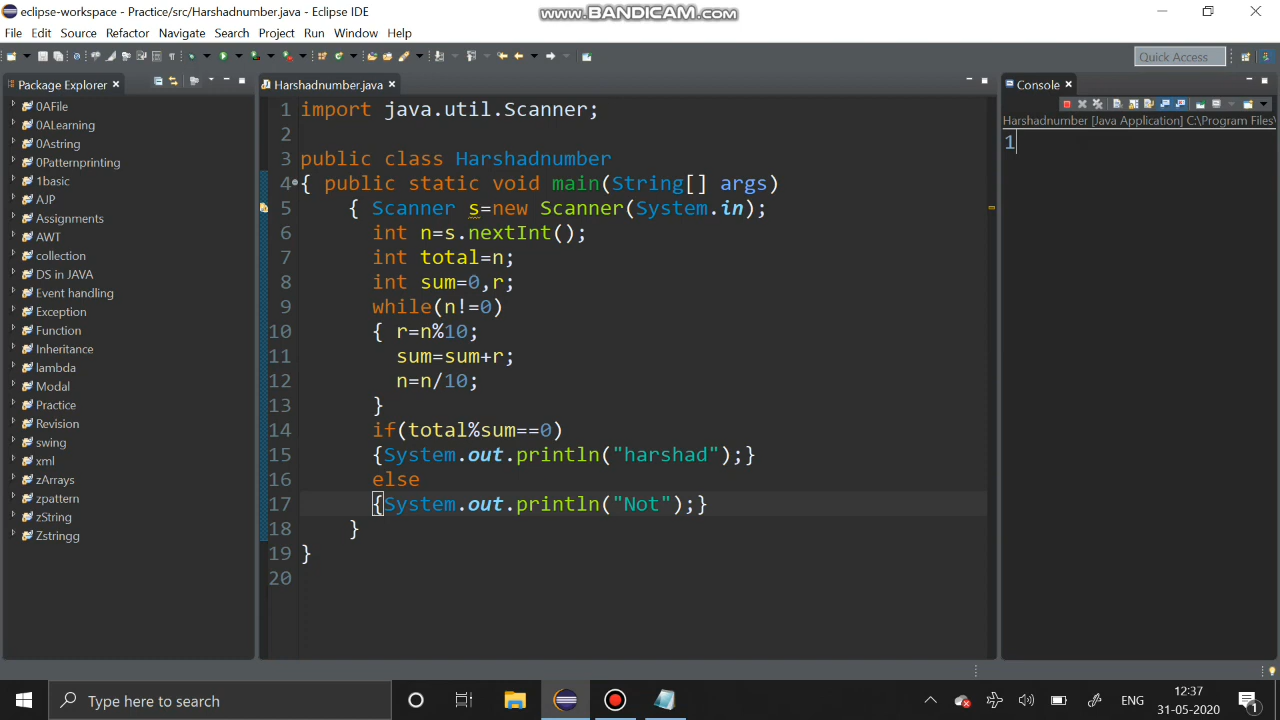 eclipse-workspace - Practice/src/Harshadnumber.java - Eclipse IDE
www.BANDICAM.com
File Edit Source Refactor Navigate Search Project Run Window Help
Quick Access
Package Explorer
Harshadnumber.java
Console
0AFile
0ALearning
0Astring
0Patternprinting
1basic
AJP
Assignments
AWT
collection
DS in JAVA
Event handling
Exception
Function
Inheritance
lambda
Modal
Practice
Revision
swing
xml
zArrays
zpattern
zString
Zstringg
1 import java.util.Scanner;
2
3 public class Harshadnumber
4 { public static void main(String[] args)
5 { Scanner s=new Scanner(System.in);
6 int n=s.nextInt();
7 int total=n;
8 int sum=0,r;
9 while(n!=0)
10 { r=n%10;
11 sum=sum+r;
12 n=n/10;
13 }
14 if(total%sum==0)
15 {System.out.println("harshad");}
16 else
17 {System.out.println("Not");}
18 }
19 }
20
Harshadnumber [Java Application] C:\Program Files\
1
Type here to search
ENG
12:37
31-05-2020
1